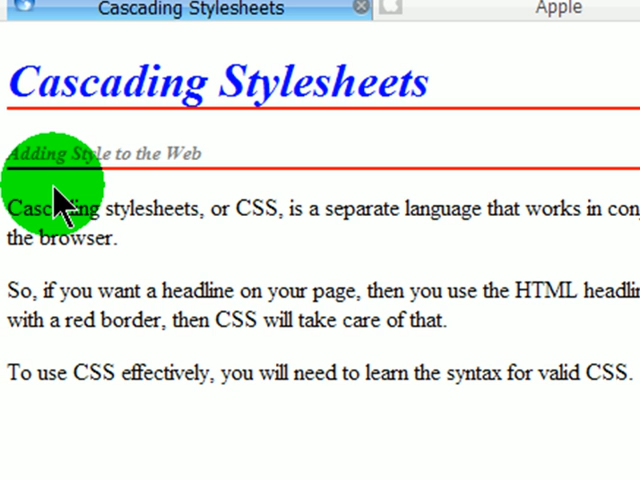 Cascading Stylesheets
Apple
Cascading Stylesheets
Adding Style to the Web
Cascading stylesheets, or CSS, is a separate language that works in con
the browser.
So, if you want a headline on your page, then you use the HTML headlin
with a red border, then CSS will take care of that.
To use CSS effectively, you will need to learn the syntax for valid CSS.